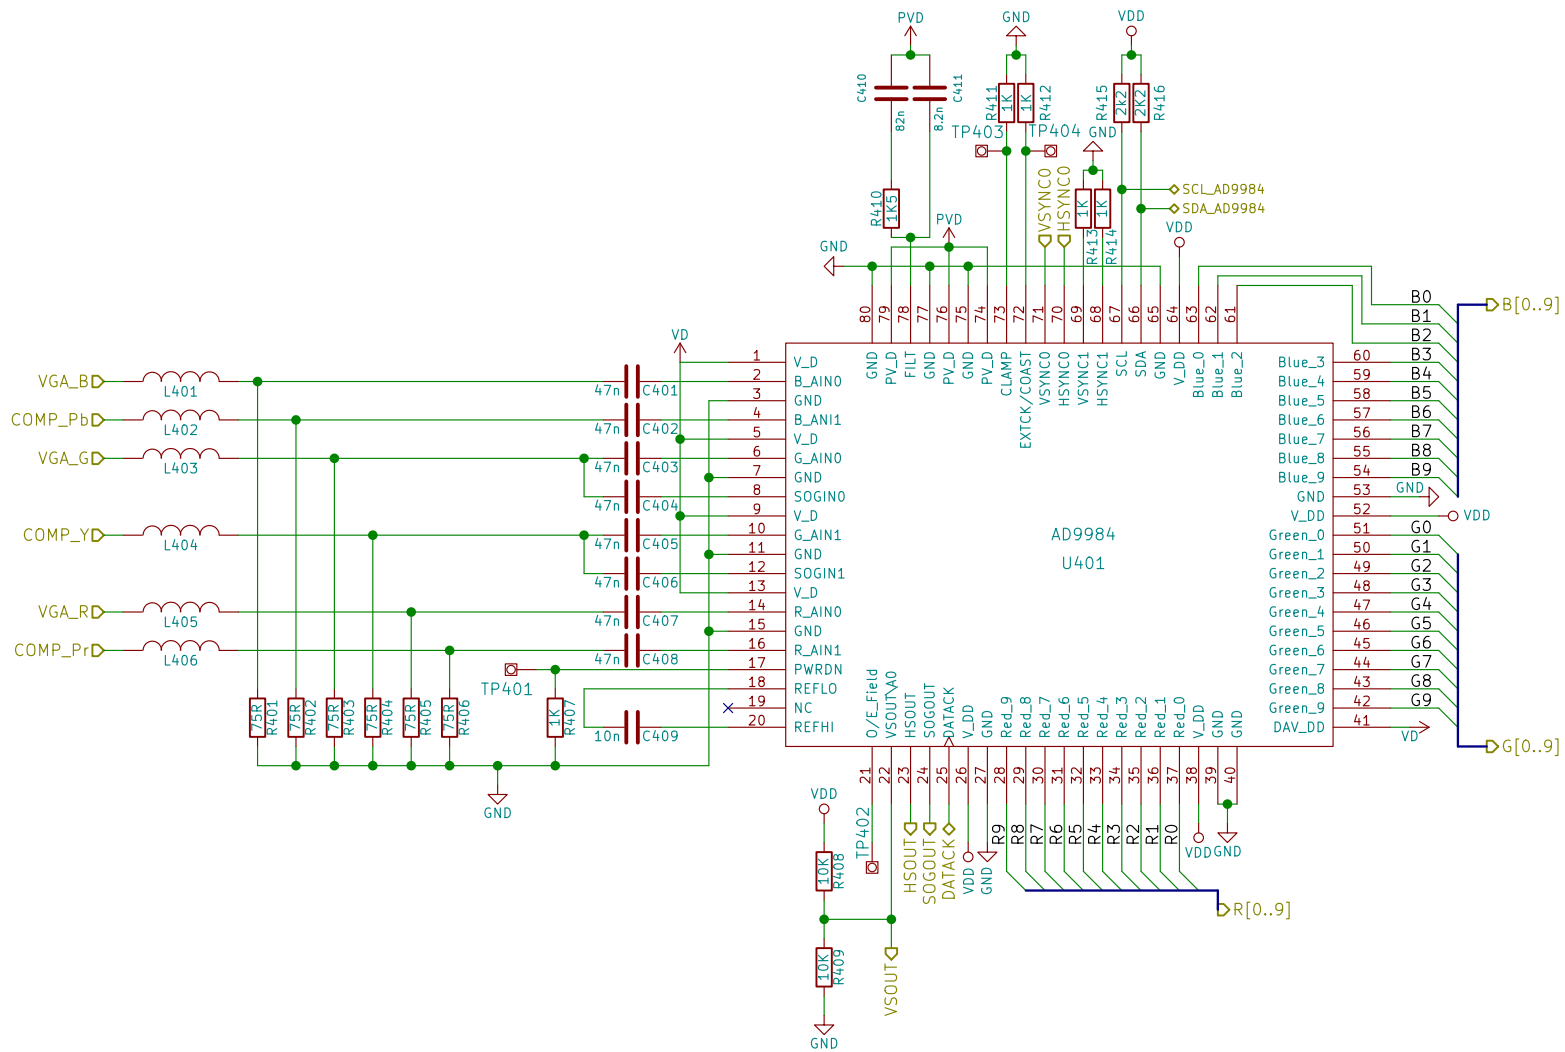 PVD
GND
VDD
C410
82n
C411
8.2n
R411
1K
1K
R412
R415
2k2
2K2
R416
TP403
TP404
GND
R410
1K5
VSYNC0
HSYNC0
1K
R413
1K
R414
SCL_AD9984
SDA_AD9984
VDD
PVD
GND
80
79
78
77
76
75
74
73
72
71
70
69
68
67
66
65
64
63
62
61
GND
PV_D
FILT
GND
PV_D
GND
PV_D
CLAMP
EXTCK/COAST
VSYNC0
HSYNC0
VSYNC1
HSYNC1
SCL
SDA
GND
V_DD
Blue_0
Blue_1
Blue_2
B0
B1
B2
B[0..9]
VD
VGA_B
L401
47n C401
COMP_Pb
L402
47n C402
VGA_G
L403
47n C403
47n C404
COMP_Y
L404
47n C405
47n C406
VGA_R
L405
47n C407
COMP_Pr
L406
47n C408
TP401
10n C409
1 V_D
2 B_AIN0
3 GND
4 B_ANI1
5 V_D
6 G_AIN0
7 GND
8 SOGIN0
9 V_D
10 G_AIN1
11 GND
12 SOGIN1
13 V_D
14 R_AIN0
15 GND
16 R_AIN1
17 PWRDN
18 REFLO
19 NC
20 REFHI
AD9984
U401
Blue_3 60 B3
Blue_4 59 B4
Blue_5 58 B5
Blue_6 57 B6
Blue_7 56 B7
Blue_8 55 B8
Blue_9 54 B9
GND 53 GND
V_DD 52 VDD
Green_0 51 G0
Green_1 50 G1
Green_2 49 G2
Green_3 48 G3
Green_4 47 G4
Green_5 46 G5
Green_6 45 G6
Green_7 44 G7
Green_8 43 G8
Green_9 42 G9
DAV_DD 41 VD
G[0..9]
75R
R401
75R
R402
75R
R403
75R
R404
75R
R405
75R
R406
1K
R407
GND
O/E_Field
VSOUT\A0
HSOUT
SOGOUT
DATACK
V_DD
GND
Red_9
Red_8
Red_7
Red_6
Red_5
Red_4
Red_3
Red_2
Red_1
Red_0
V_DD
GND
GND
21
22
23
24
25
26
27
28
29
30
31
32
33
34
35
36
37
38
39
40
VDD
TP402
10K
R408
HSOUT
SOGOUT
DATACK
VDD
GND
R9
R8
R7
R6
R5
R4
R3
R2
R1
R0
VDD
GND
R[0..9]
10K
R409
VSOUT
GND